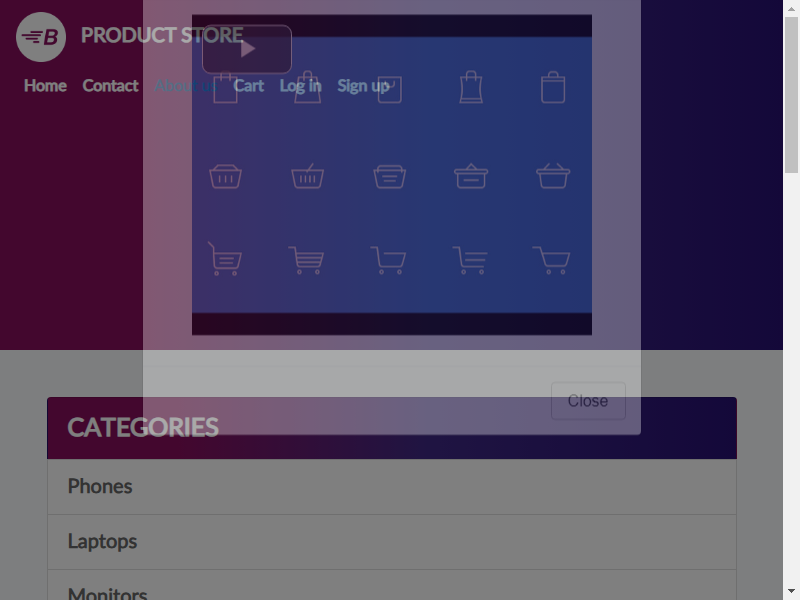 B PRODUCT STORE
Home Contact About us Cart Log in Sign up
Close
CATEGORIES
Phones
Laptops
Monitors